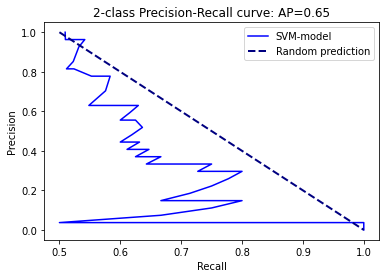 2-class Precision-Recall curve: AP=0.65
SVM-model
Random prediction
Precision
1.0
0.8
0.6
0.4
0.2
0.0
0.5 0.6 0.7 0.8 0.9 1.0
Recall